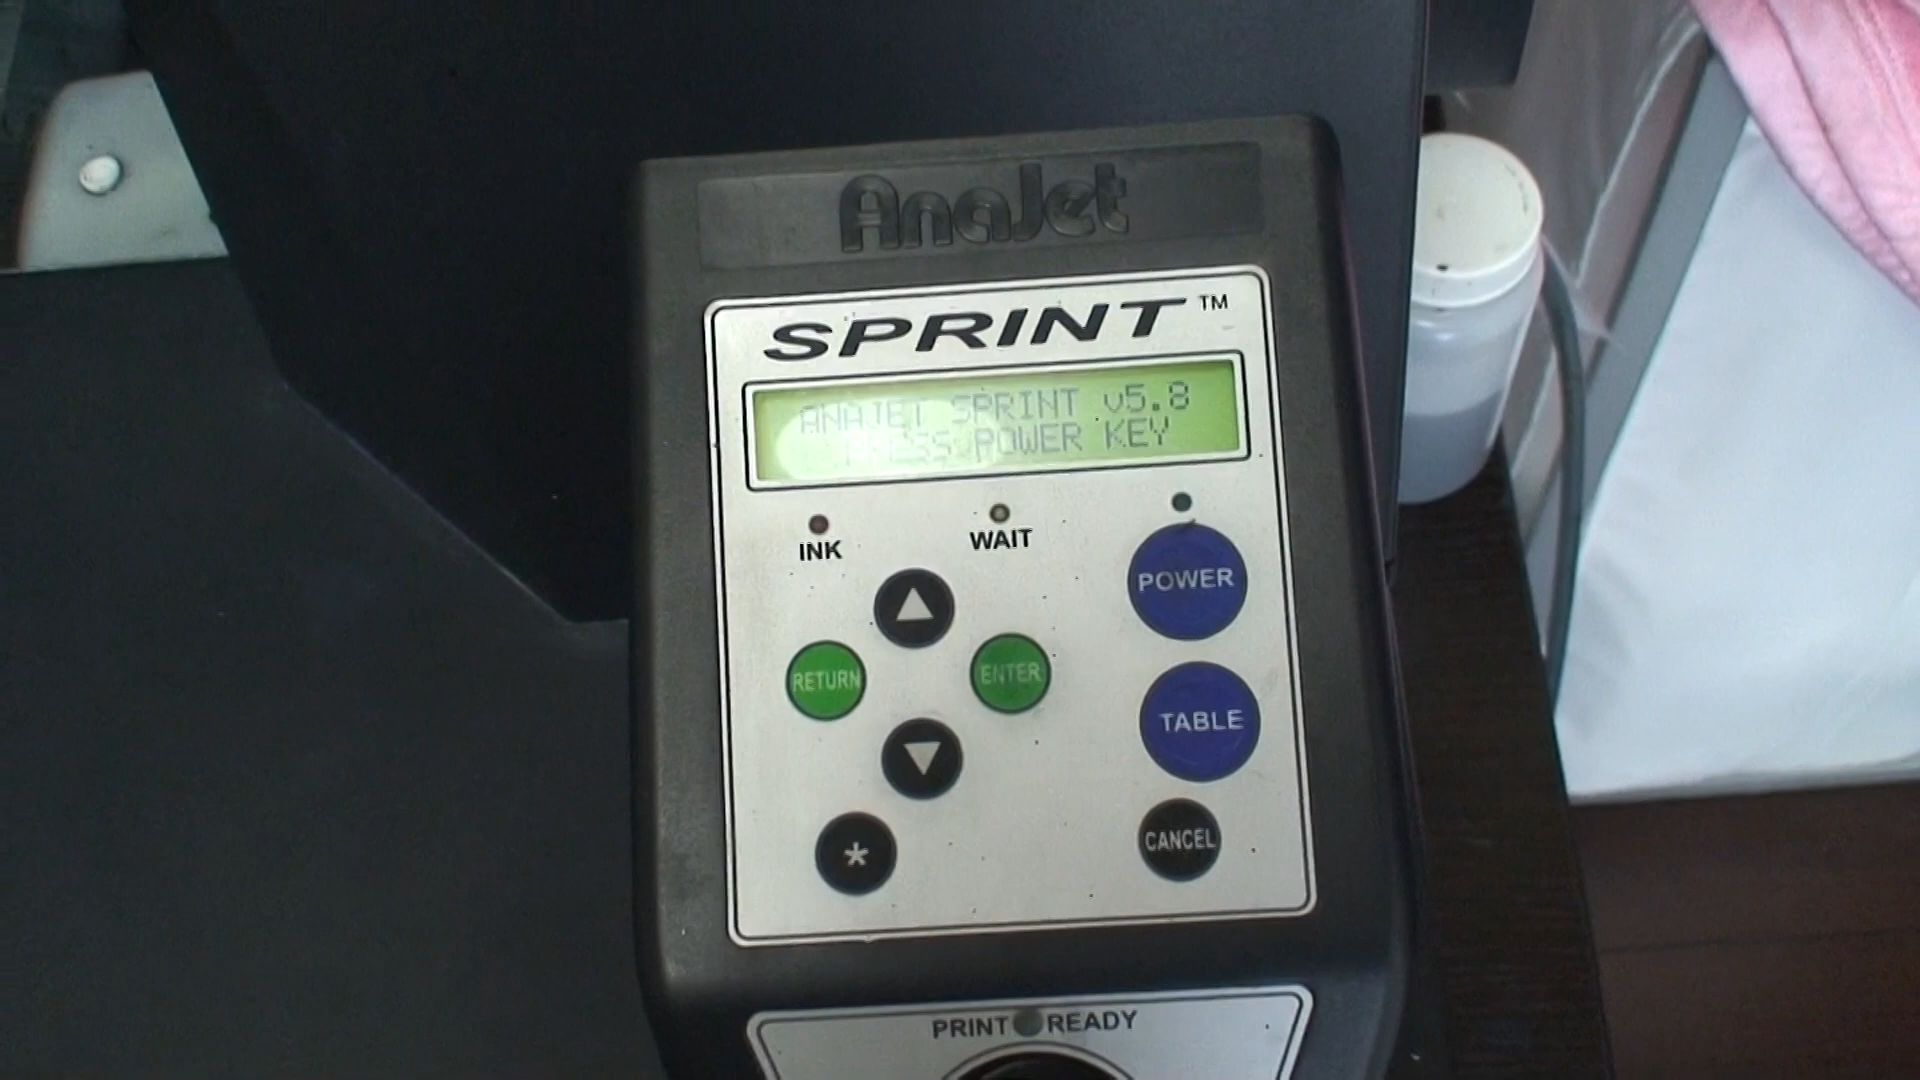 AnaJet
SPRINT™
ANAJET SPRINT v5.8
PRESS POWER KEY
INK
WAIT
POWER
RETURN
ENTER
TABLE
*
CANCEL
PRINT READY